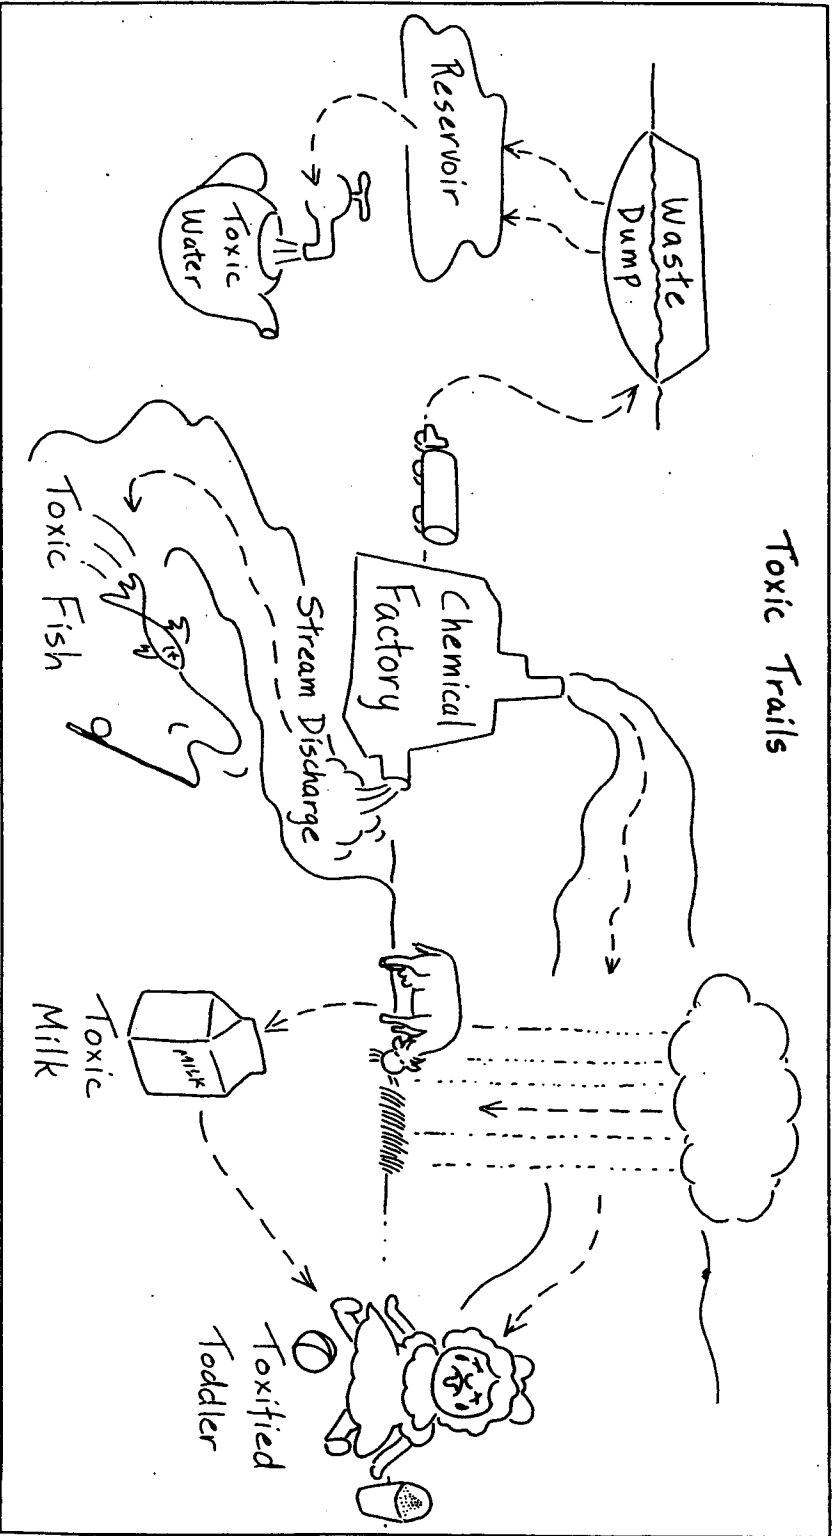 Toxic Trails
Waste
Dump
Reservoir
Toxic
Water
Chemical
Factory
Stream Discharge
Toxic Fish
MILK
Toxic
Milk
Toxified
Toddler